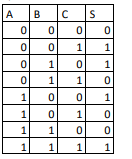 A B C S
0 0 0 0
0 0 1 1
0 1 0 1
0 1 1 0
1 0 0 1
1 0 1 0
1 1 0 0
1 1 1 1